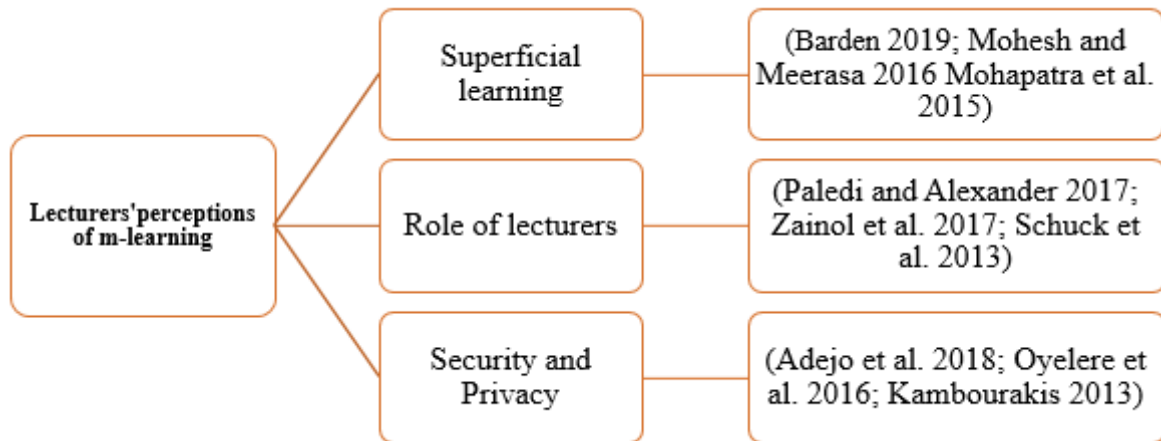 Superficial
learning
(Barden 2019; Mohesh and
Meerasa 2016 Mohapatra et al.
2015)
Lecturers'perceptions
of m-learning
Role of lecturers
(Paledi and Alexander 2017;
Zainol et al. 2017; Schuck et
al. 2013)
Security and
Privacy
(Adejo et al. 2018; Oyelere et
al. 2016; Kambourakis 2013)